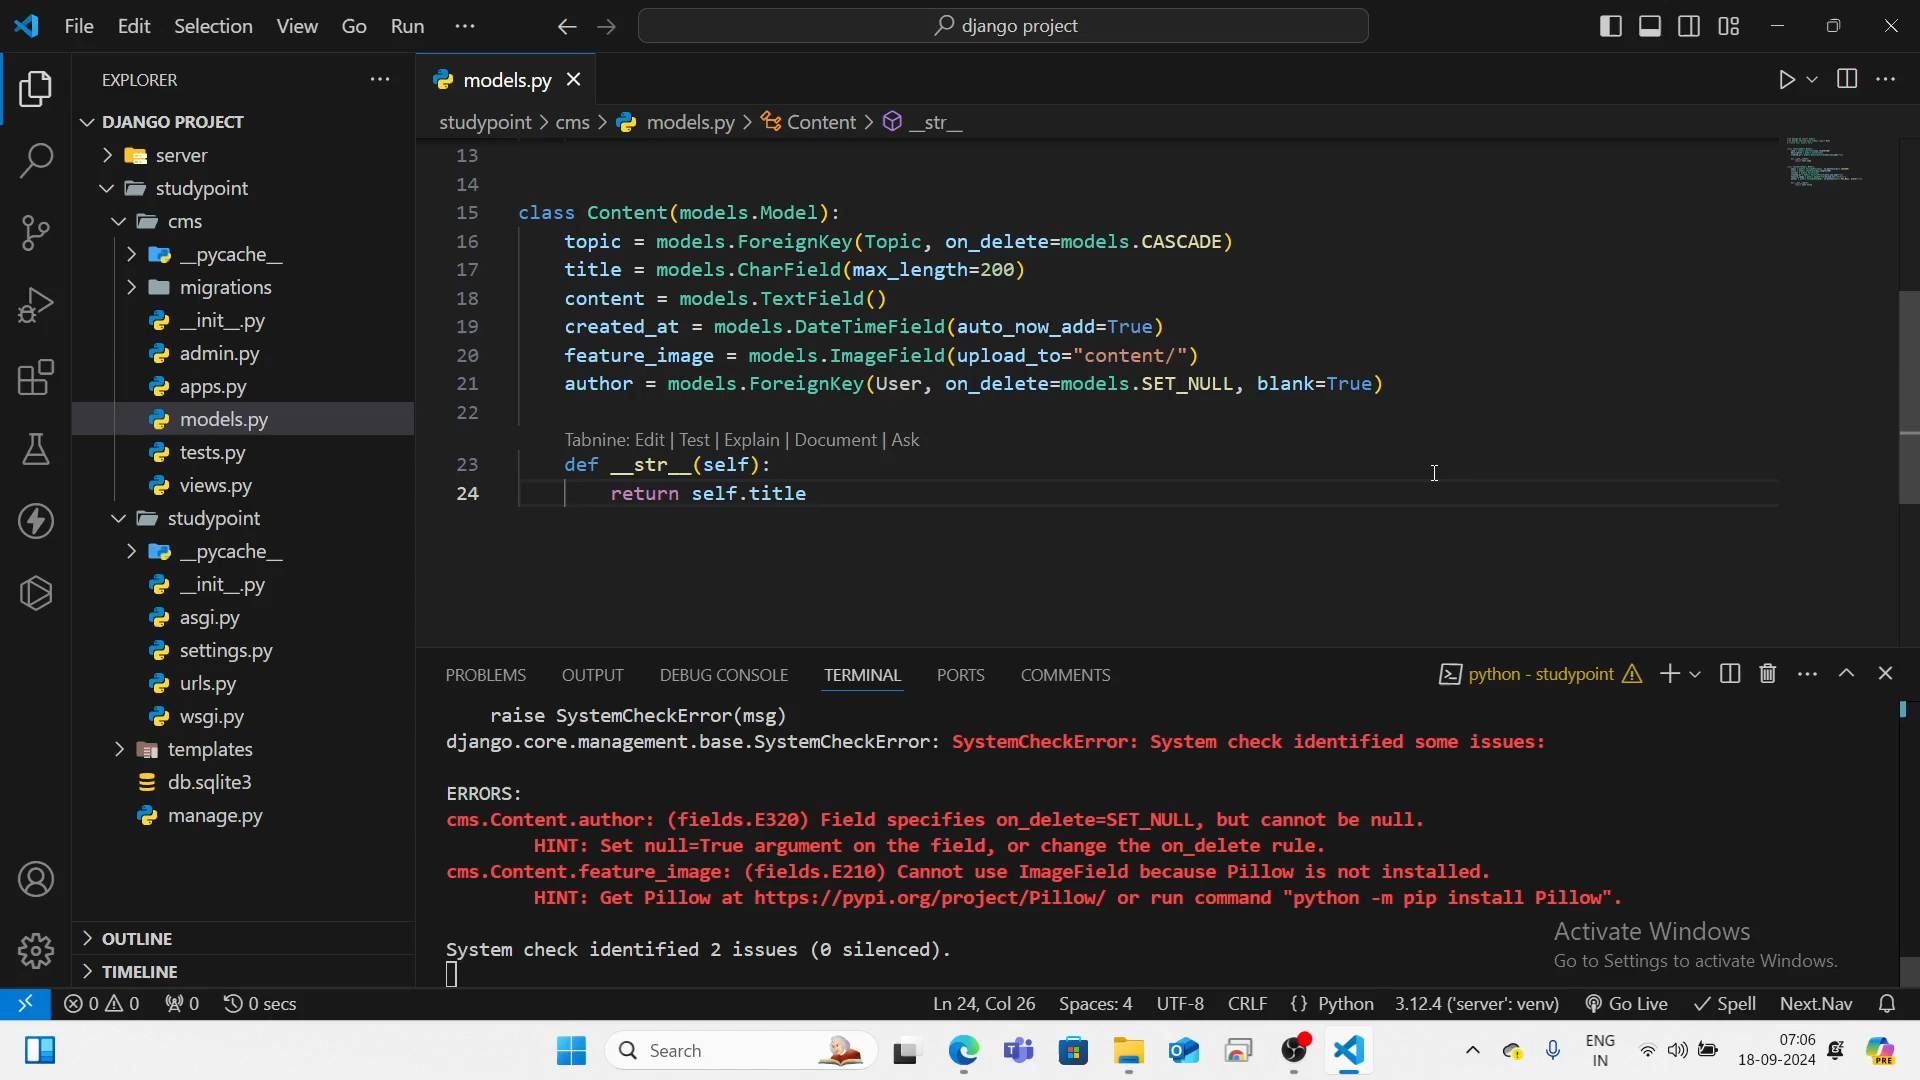 File Edit Selection View Go Run ···
django project
EXPLORER
DJANGO PROJECT
server
studypoint
cms
__pycache__
migrations
__init__.py
admin.py
apps.py
models.py
tests.py
views.py
studypoint
__pycache__
__init__.py
asgi.py
settings.py
urls.py
wsgi.py
templates
db.sqlite3
manage.py
OUTLINE
TIMELINE
models.py
studypoint > cms > models.py > Content > __str__
13
14
15 class Content(models.Model):
16 topic = models.ForeignKey(Topic, on_delete=models.CASCADE)
17 title = models.CharField(max_length=200)
18 content = models.TextField()
19 created_at = models.DateTimeField(auto_now_add=True)
20 feature_image = models.ImageField(upload_to="content/")
21 author = models.ForeignKey(User, on_delete=models.SET_NULL, blank=True)
22
Tabnine: Edit | Test | Explain | Document | Ask
23 def __str__(self):
24 return self.title
PROBLEMS OUTPUT DEBUG CONSOLE TERMINAL PORTS COMMENTS
python - studypoint
raise SystemCheckError(msg)
django.core.management.base.SystemCheckError: SystemCheckError: System check identified some issues:
ERRORS:
cms.Content.author: (fields.E320) Field specifies on_delete=SET_NULL, but cannot be null.
HINT: Set null=True argument on the field, or change the on_delete rule.
cms.Content.feature_image: (fields.E210) Cannot use ImageField because Pillow is not installed.
HINT: Get Pillow at https://pypi.org/project/Pillow/ or run command "python -m pip install Pillow".
System check identified 2 issues (0 silenced).
Activate Windows
Go to Settings to activate Windows.
0 0 0 0 secs
Ln 24, Col 26 Spaces: 4 UTF-8 CRLF {} Python 3.12.4 ('server': venv) Go Live Spell Next.Nav
Search
ENG
IN
07:06
18-09-2024
PRE